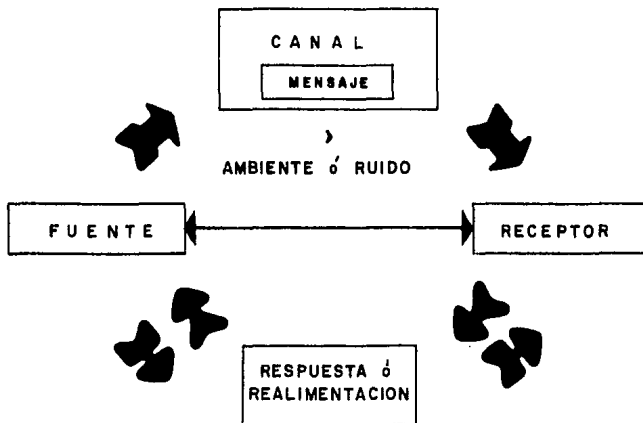 CANAL
MENSAJE
AMBIENTE ó RUIDO
FUENTE
RECEPTOR
RESPUESTA ó
REALIMENTACION